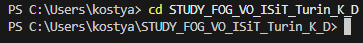 PS C:\Users\kostya> cd STUDY_FOG_VO_ISiT_Turin_K_D
PS C:\Users\kostya\STUDY_FOG_VO_ISiT_Turin_K_D>